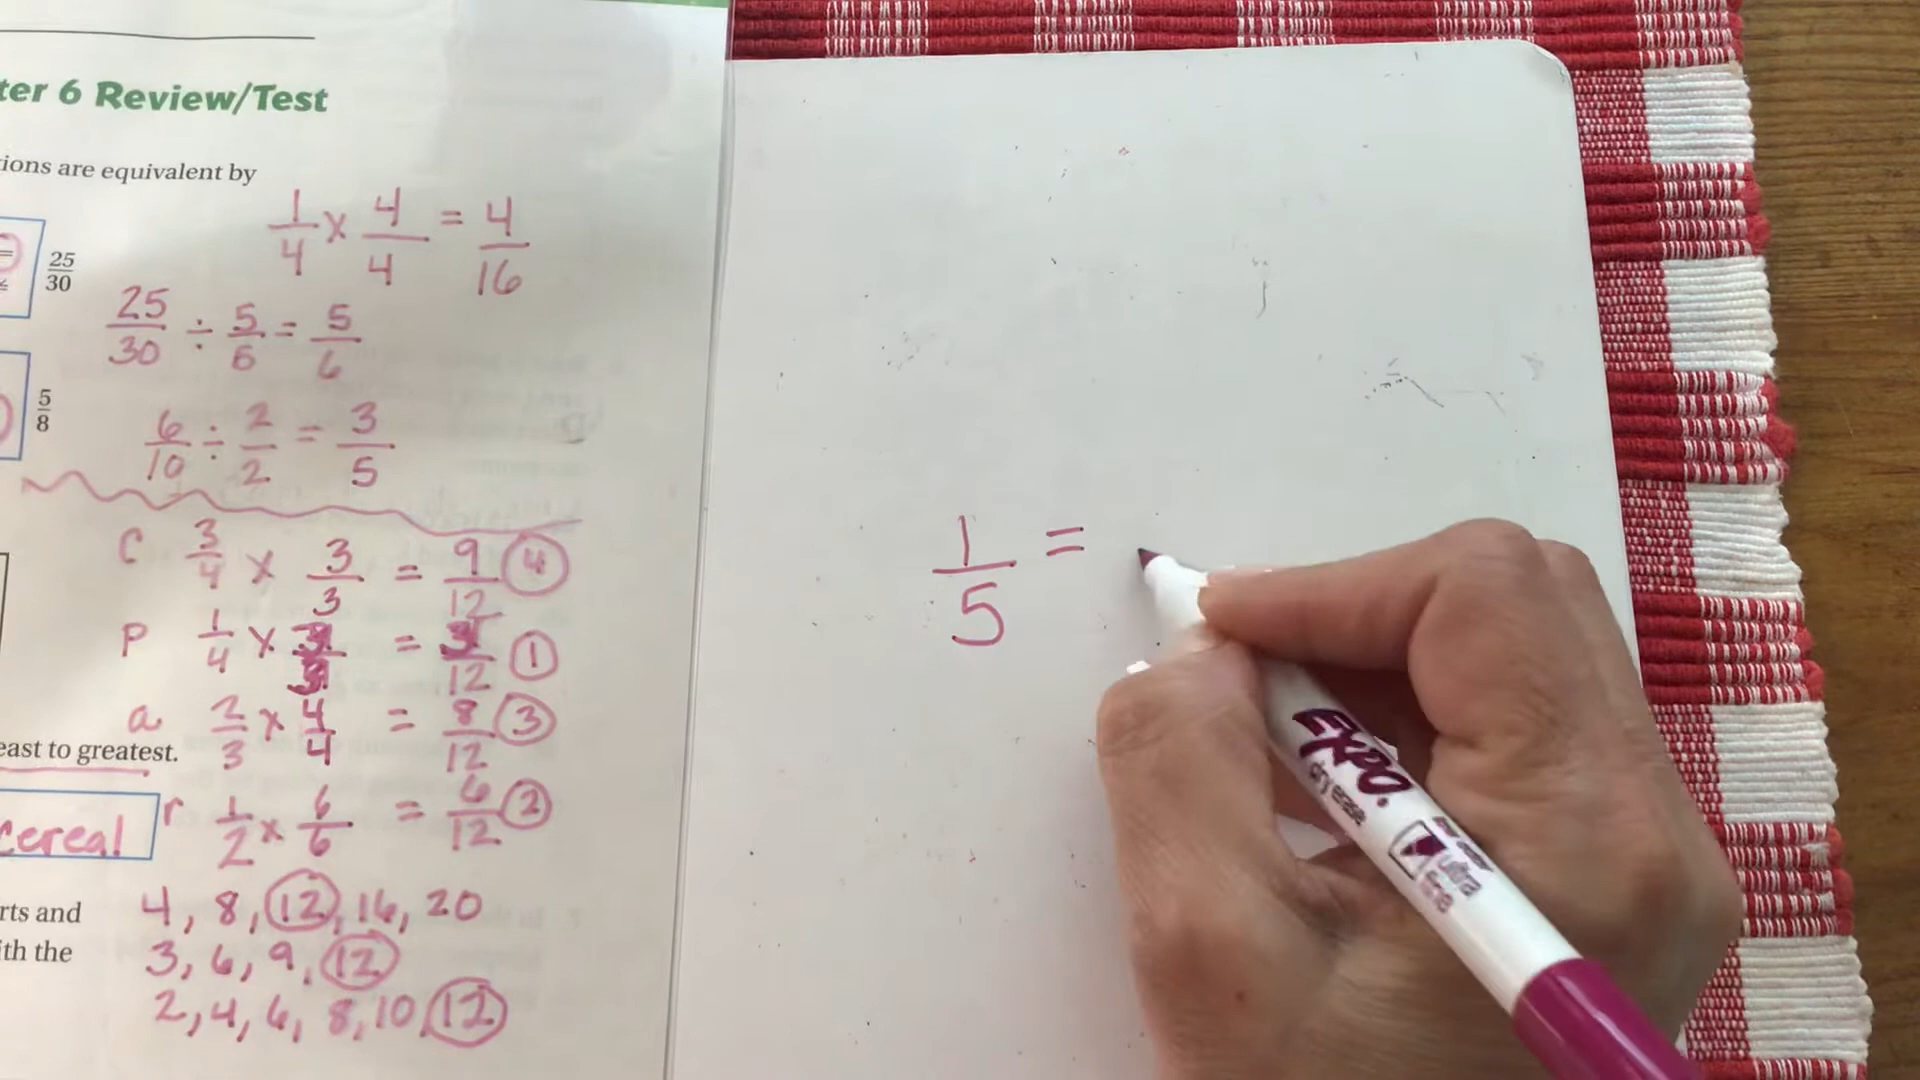 ter 6 Review/Test
ions are equivalent by
1/4 x 4/4 = 4/16
25/30
25/30 ÷ 5/5 = 5/6
5/8
6/10 ÷ 2/2 = 3/5
C 3/4 x 3/3 = 9/12 4
P 1/4 x 3/3 = 3/12 1
a 2/3 x 4/4 = 8/12 3
east to greatest.
r 1/2 x 6/6 = 6/12 2
cereal
rts and
4, 8, 12, 16, 20
ith the
3, 6, 9, 12
2, 4, 6, 8, 10, 12
1/5 =
EXPO
dry erase
ultra
fine